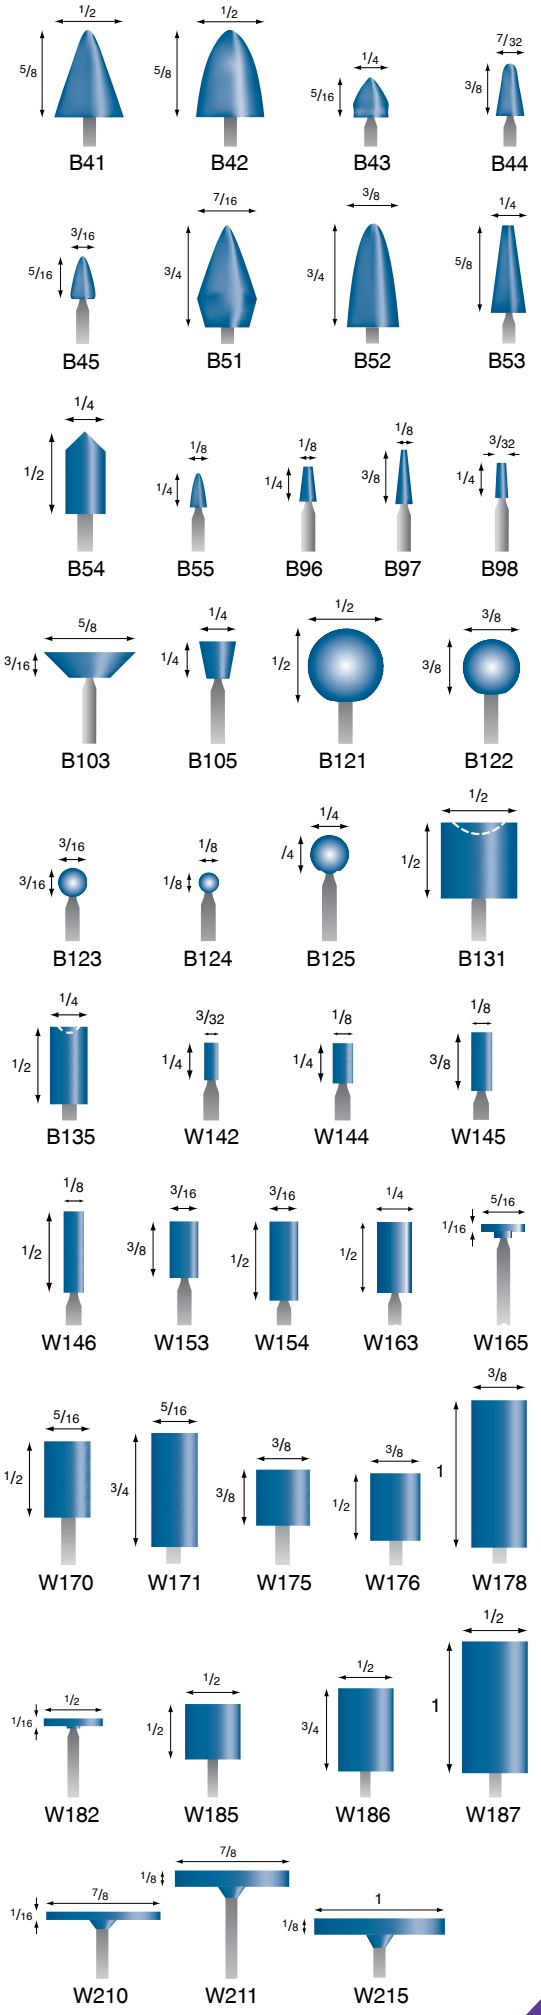 1/2 1/2
5/8 5/8 1/4 5/16 7/32 3/8
B41 B42 B43 B44
3/16 5/16 7/16 3/4 3/8 3/4 1/4 5/8
B45 B51 B52 B53
1/4 1/2 1/8 1/4 1/8 1/4 1/8 3/8 3/32 1/4
B54 B55 B96 B97 B98
5/8 3/16 1/4 1/4 1/2 1/2 3/8 3/8
B103 B105 B121 B122
3/16 3/16 1/8 1/8 1/4 /4 1/2 1/2
B123 B124 B125 B131
1/4 1/2 3/32 1/4 1/8 1/4 1/8 3/8
B135 W142 W144 W145
1/8 1/2 3/16 3/8 3/16 1/2 1/4 1/2 5/16 1/16
W146 W153 W154 W163 W165
5/16 1/2 5/16 3/4 3/8 3/8 3/8 1/2 3/8 1
W170 W171 W175 W176 W178
1/2 1/16 1/2 1/2 1/2 3/4 1/2 1
W182 W185 W186 W187
7/8 1/16 7/8 1/8 1 1/8
W210 W211 W215